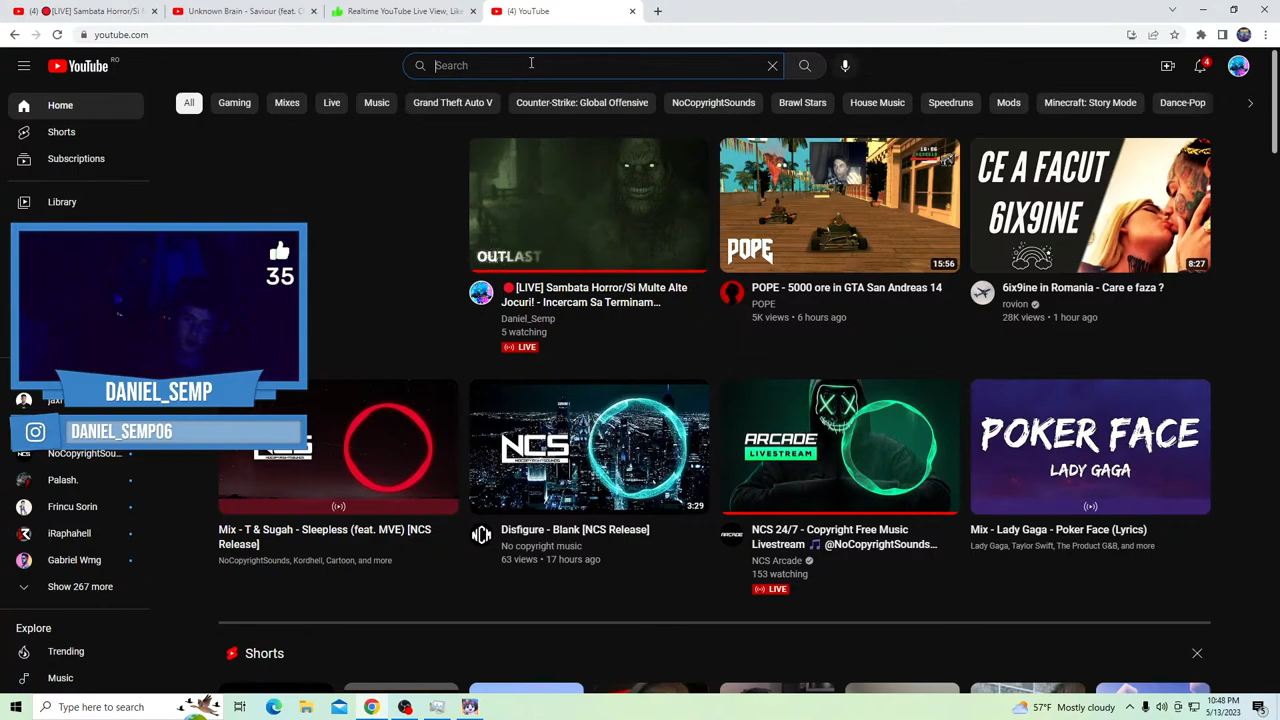 (4) 🔴[LIVE] Sambata Horror/Si M
Unknown Brain - Saviour (feat. C
Realtime YouTube Live View, Like
(4) YouTube
youtube.com
YouTube RO
Search
4
All
Gaming
Mixes
Live
Music
Grand Theft Auto V
Counter-Strike: Global Offensive
NoCopyrightSounds
Brawl Stars
House Music
Speedruns
Mods
Minecraft: Story Mode
Dance-Pop
Home
Shorts
Subscriptions
Library
35
DANIEL_SEMP
DANIEL_SEMP06
NoCopyrightSou...
Palash.
Frincu Sorin
iRaphahell
Gabriel Wmg
Show 267 more
Explore
Trending
Music
OUTLAST
🔴[LIVE] Sambata Horror/Si Multe Alte
Jocuri! - Incercam Sa Terminam...
Daniel_Semp
5 watching
LIVE
POPE
15:56
POPE - 5000 ore in GTA San Andreas 14
POPE
5K views • 6 hours ago
CE A FACUT
6IX9INE
8:27
6ix9ine in Romania - Care e faza ?
rovion
28K views • 1 hour ago
Mix - T & Sugah - Sleepless (feat. MVE) [NCS
Release]
NoCopyrightSounds, Kordhell, Cartoon, and more
NCS
3:29
Disfigure - Blank [NCS Release]
No copyright music
63 views • 17 hours ago
ARCADE
LIVESTREAM
NCS 24/7 - Copyright Free Music
Livestream 🎵 @NoCopyrightSounds...
NCS Arcade
153 watching
LIVE
POKER FACE
LADY GAGA
Mix - Lady Gaga - Poker Face (Lyrics)
Lady Gaga, Taylor Swift, The Product G&B, and more
Shorts
Type here to search
57°F Mostly cloudy
10:48 PM
5/13/2023